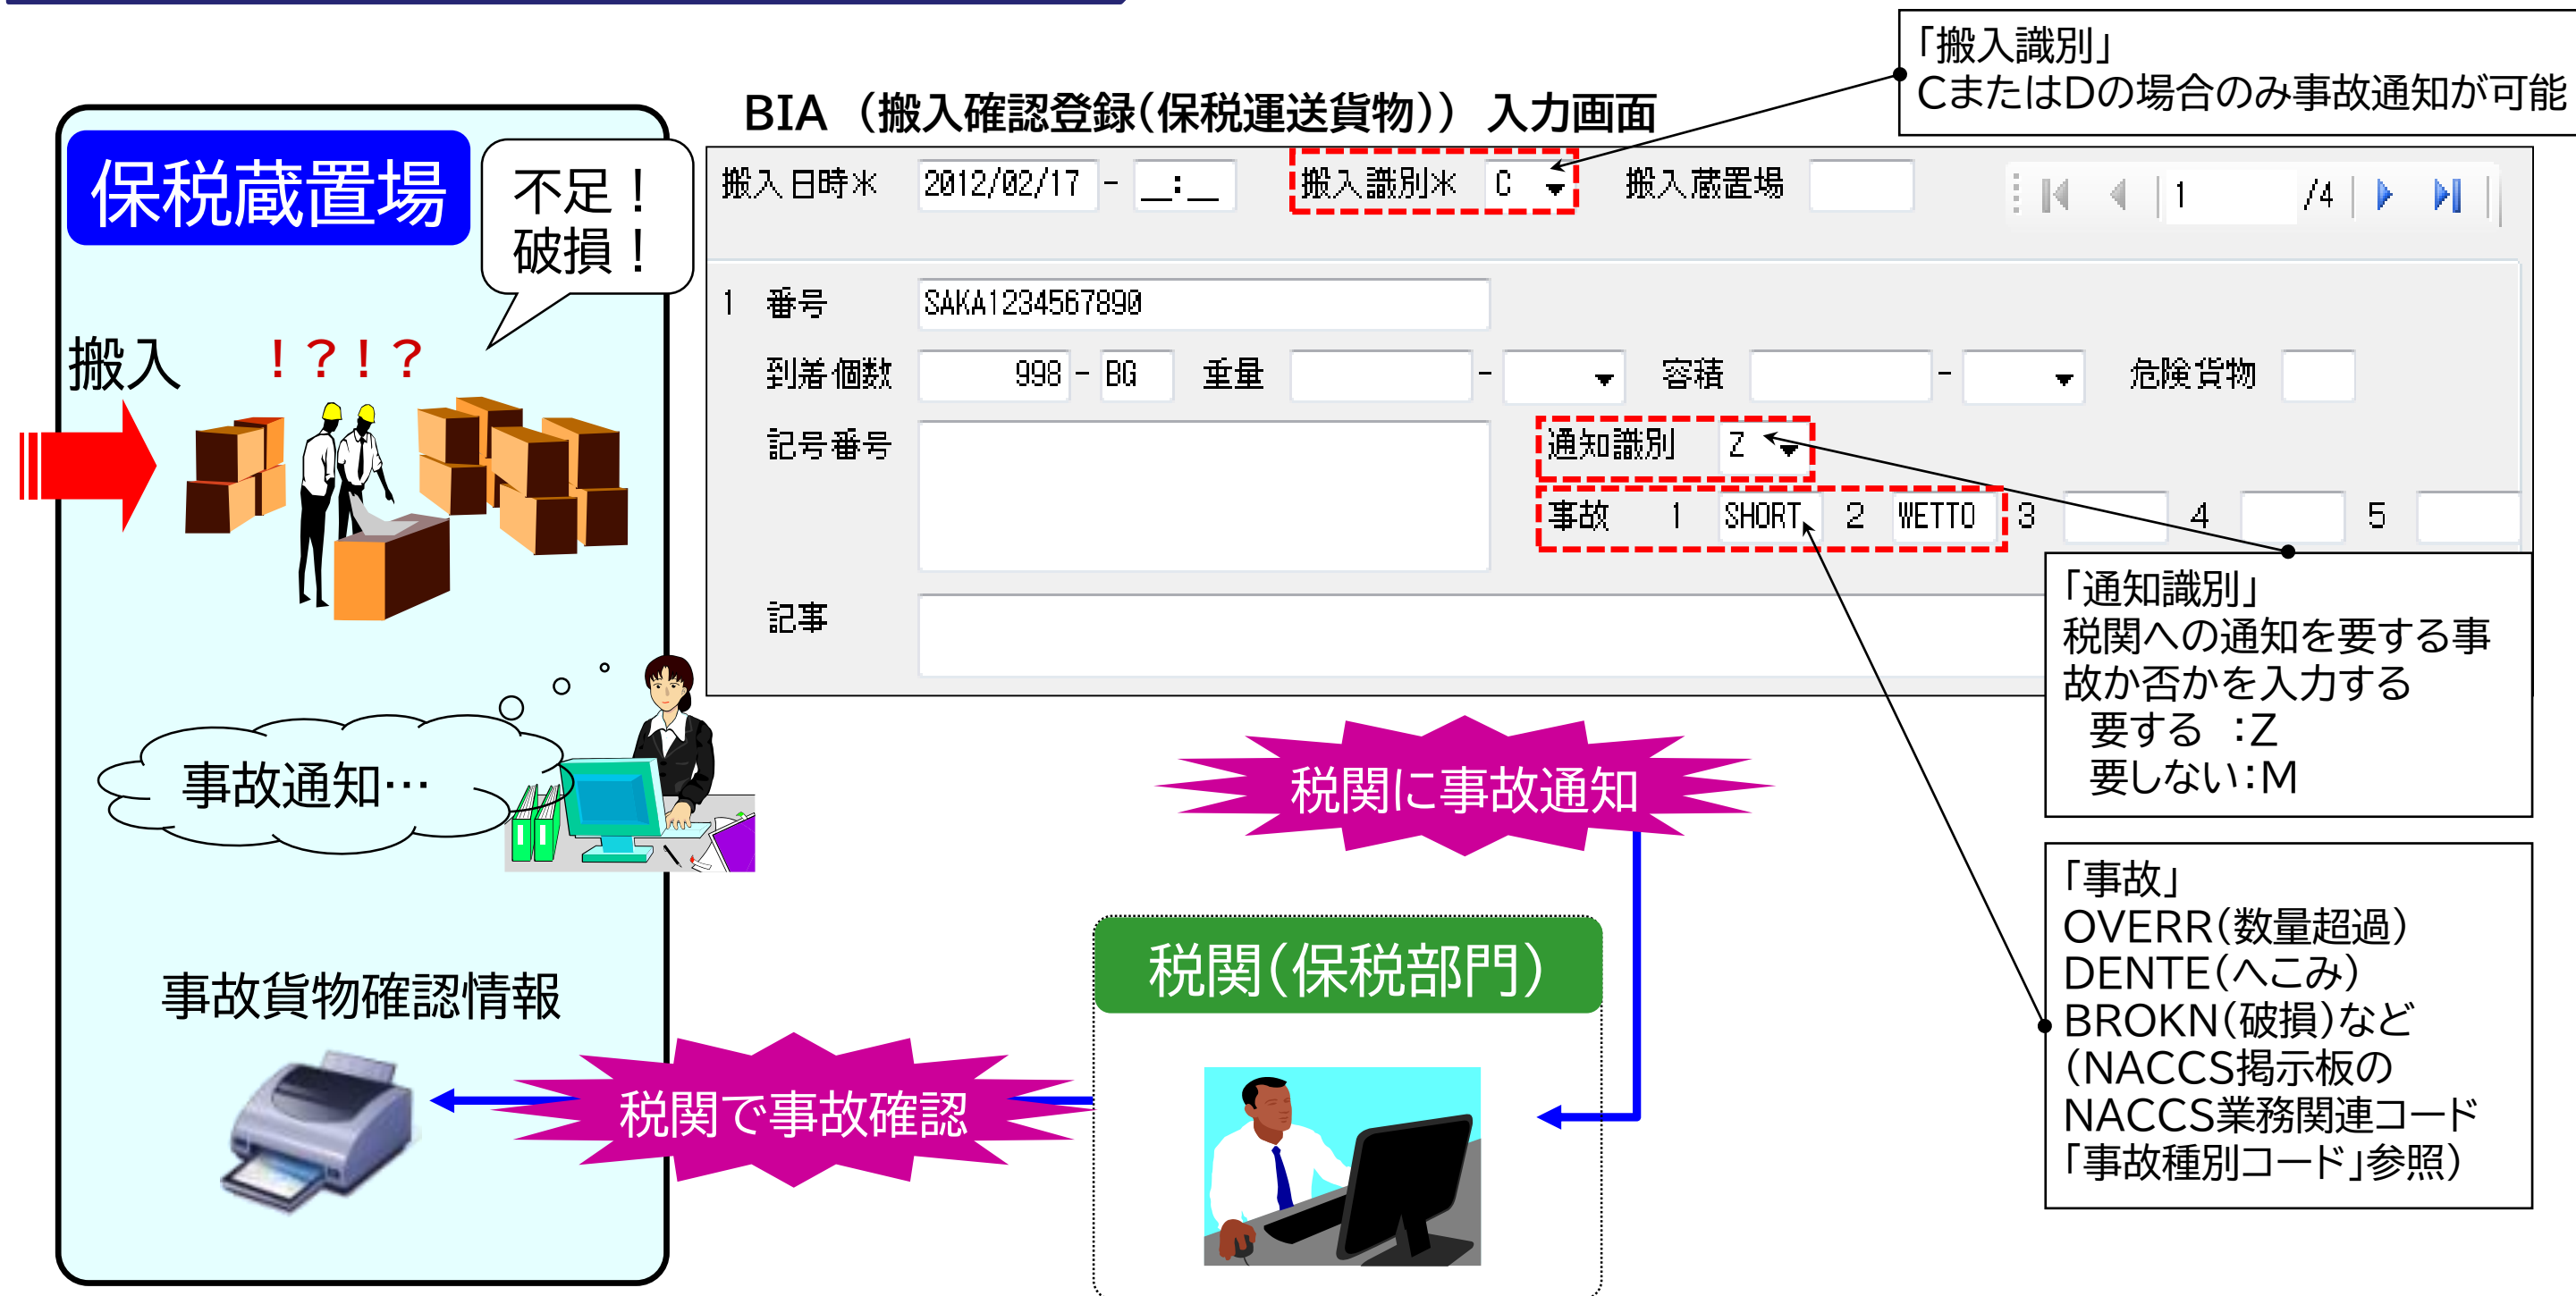 「搬入識別」
CまたはDの場合のみ事故通知が可能
BIA（搬入確認登録(保税運送貨物)）入力画面
保税蔵置場
不足！
破損！
搬入日時※ 2012/02/17 - __:__ 搬入識別※ C 搬入蔵置場 1 /4
1 番号 SAKA1234567890
搬入
！？！？
到着個数 998 - BG 重量 - 容積 - 危険貨物
記号番号 通知識別 Z
事故 1 SHORT 2 WETTO 3 4 5
記事
「通知識別」
税関への通知を要する事
故か否かを入力する
要する ：Z
要しない：M
事故通知…
税関に事故通知
「事故」
OVERR（数量超過）
DENTE（へこみ）
BROKN（破損）など
（NACCS掲示板の
NACCS業務関連コード
「事故種別コード」参照）
税関（保税部門）
事故貨物確認情報
税関で事故確認